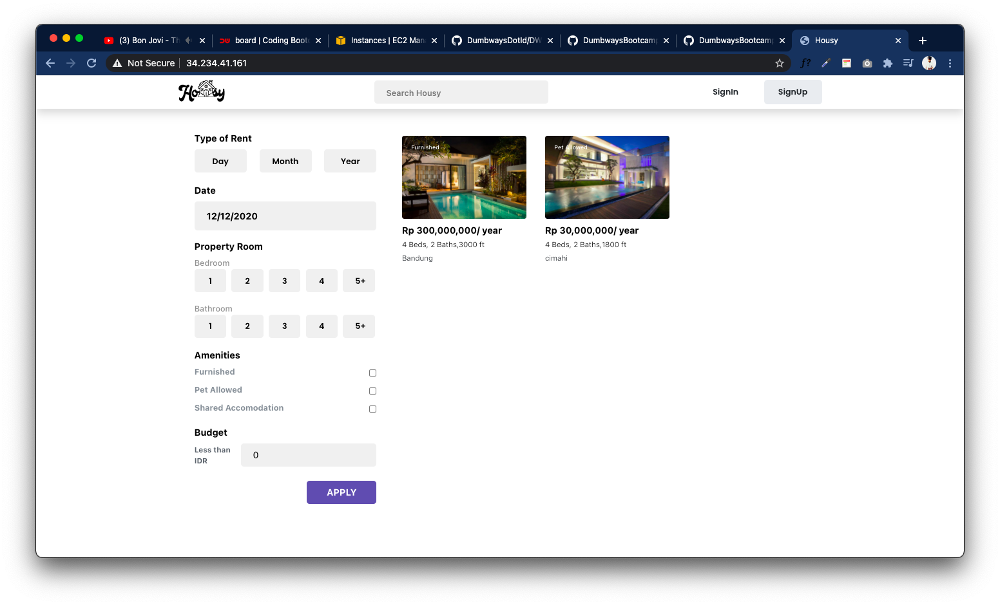 (3) Bon Jovi - Th
board | Coding Bootc
Instances | EC2 Man
DumbwaysDotId/DW
DumbwaysBootcamp
DumbwaysBootcamp
Housy
Not Secure
34.234.41.161
f?
Housy
Search Housy
SignIn
SignUp
Type of Rent
Day
Month
Year
Date
12/12/2020
Property Room
Bedroom
1
2
3
4
5+
Bathroom
1
2
3
4
5+
Amenities
Furnished
Pet Allowed
Shared Accomodation
Budget
Less than
IDR
0
APPLY
Furnished
Rp 300,000,000/ year
4 Beds, 2 Baths,3000 ft
Bandung
Pet Allowed
Rp 30,000,000/ year
4 Beds, 2 Baths,1800 ft
cimahi